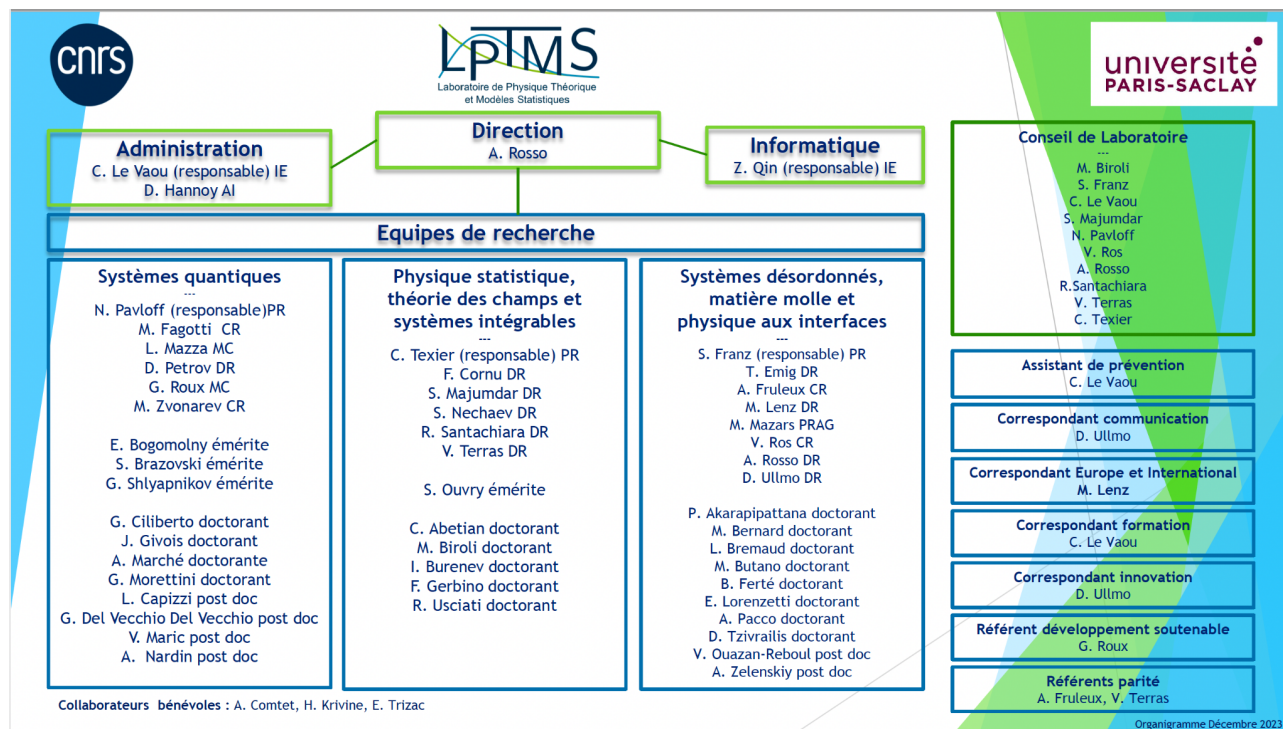 cnrs
LPTMS
Laboratoire de Physique Théorique
et Modèles Statistiques
université
PARIS-SACLAY
Administration
C. Le Vaou (responsable) IE
D. Hannoy AI
Direction
A. Rosso
Informatique
Z. Qin (responsable) IE
Equipes de recherche
Systèmes quantiques
---
N. Pavloff (responsable)PR
M. Fagotti CR
L. Mazza MC
D. Petrov DR
G. Roux MC
M. Zvonarev CR
E. Bogomolny émérite
S. Brazovski émérite
G. Shlyapnikov émérite
G. Ciliberto doctorant
J. Givois doctorant
A. Marché doctorante
G. Morettini doctorant
L. Capizzi post doc
G. Del Vecchio Del Vecchio post doc
V. Maric post doc
A. Nardin post doc
Physique statistique,
théorie des champs et
systèmes intégrables
---
C. Texier (responsable) PR
F. Cornu DR
S. Majumdar DR
S. Nechaev DR
R. Santachiara DR
V. Terras DR
S. Ouvry émérite
C. Abetian doctorant
M. Biroli doctorant
I. Burenev doctorant
F. Gerbino doctorant
R. Usciati doctorant
Systèmes désordonnés,
matière molle et
physique aux interfaces
---
S. Franz (responsable) PR
T. Emig DR
A. Fruleux CR
M. Lenz DR
M. Mazars PRAG
V. Ros CR
A. Rosso DR
D. Ullmo DR
P. Akarapipattana doctorant
M. Bernard doctorant
L. Bremaud doctorant
M. Butano doctorant
B. Ferté doctorant
E. Lorenzetti doctorant
A. Pacco doctorant
D. Tzivrailis doctorant
V. Ouazan-Reboul post doc
A. Zelenskiy post doc
Collaborateurs bénévoles : A. Comtet, H. Krivine, E. Trizac
Conseil de Laboratoire
---
M. Biroli
S. Franz
C. Le Vaou
S. Majumdar
N. Pavloff
V. Ros
A. Rosso
R.Santachiara
V. Terras
C. Texier
Assistant de prévention
C. Le Vaou
Correspondant communication
D. Ullmo
Correspondant Europe et International
M. Lenz
Correspondant formation
C. Le Vaou
Correspondant innovation
D. Ullmo
Référent développement soutenable
G. Roux
Référents parité
A. Fruleux, V. Terras
Organigramme Décembre 2023